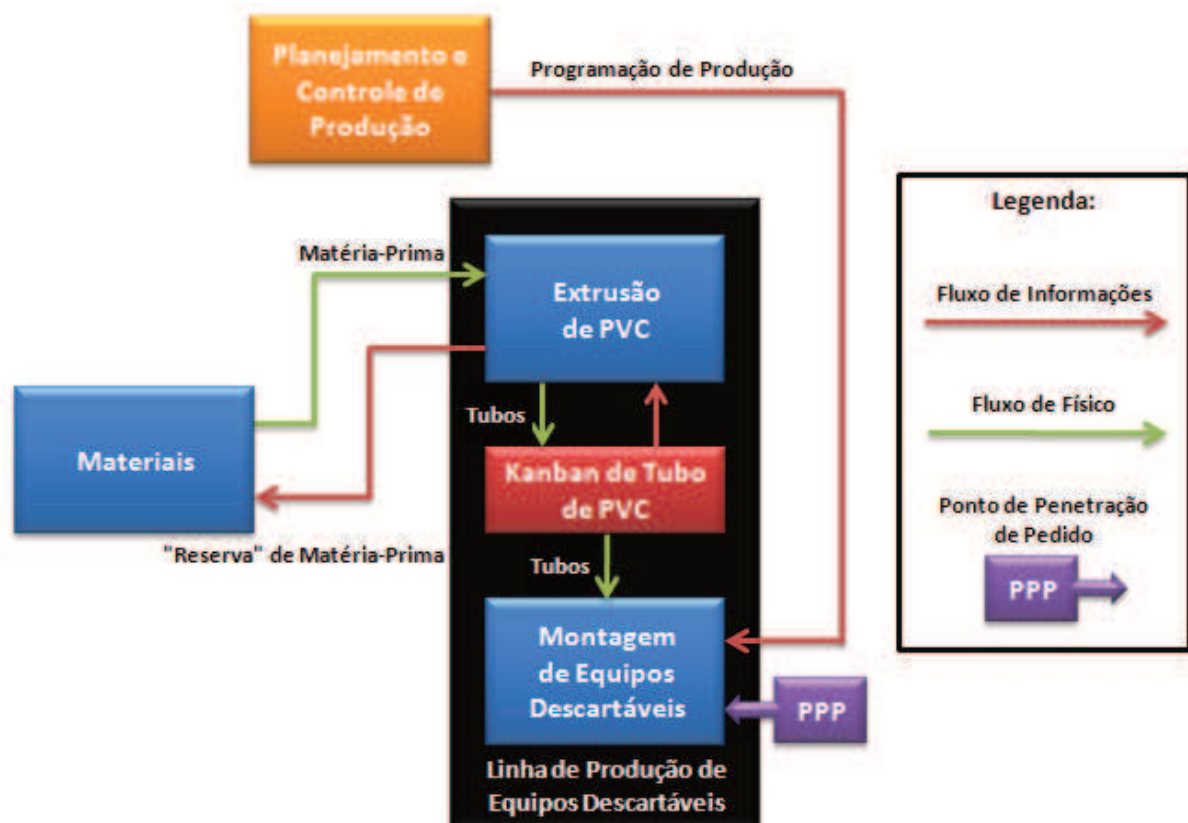 Planejamento e
Controle de
Produção
Programação de Produção
Legenda:
Matéria-Prima
Extrusão
de PVC
Fluxo de Informações
Tubos
Fluxo de Físico
Materiais
Kanban de Tubo
de PVC
Ponto de Penetração
de Pedido
"Reserva" de Matéria-Prima
Tubos
PPP
Montagem
de Equipos
Descartáveis
PPP
Linha de Produção de
Equipos Descartáveis